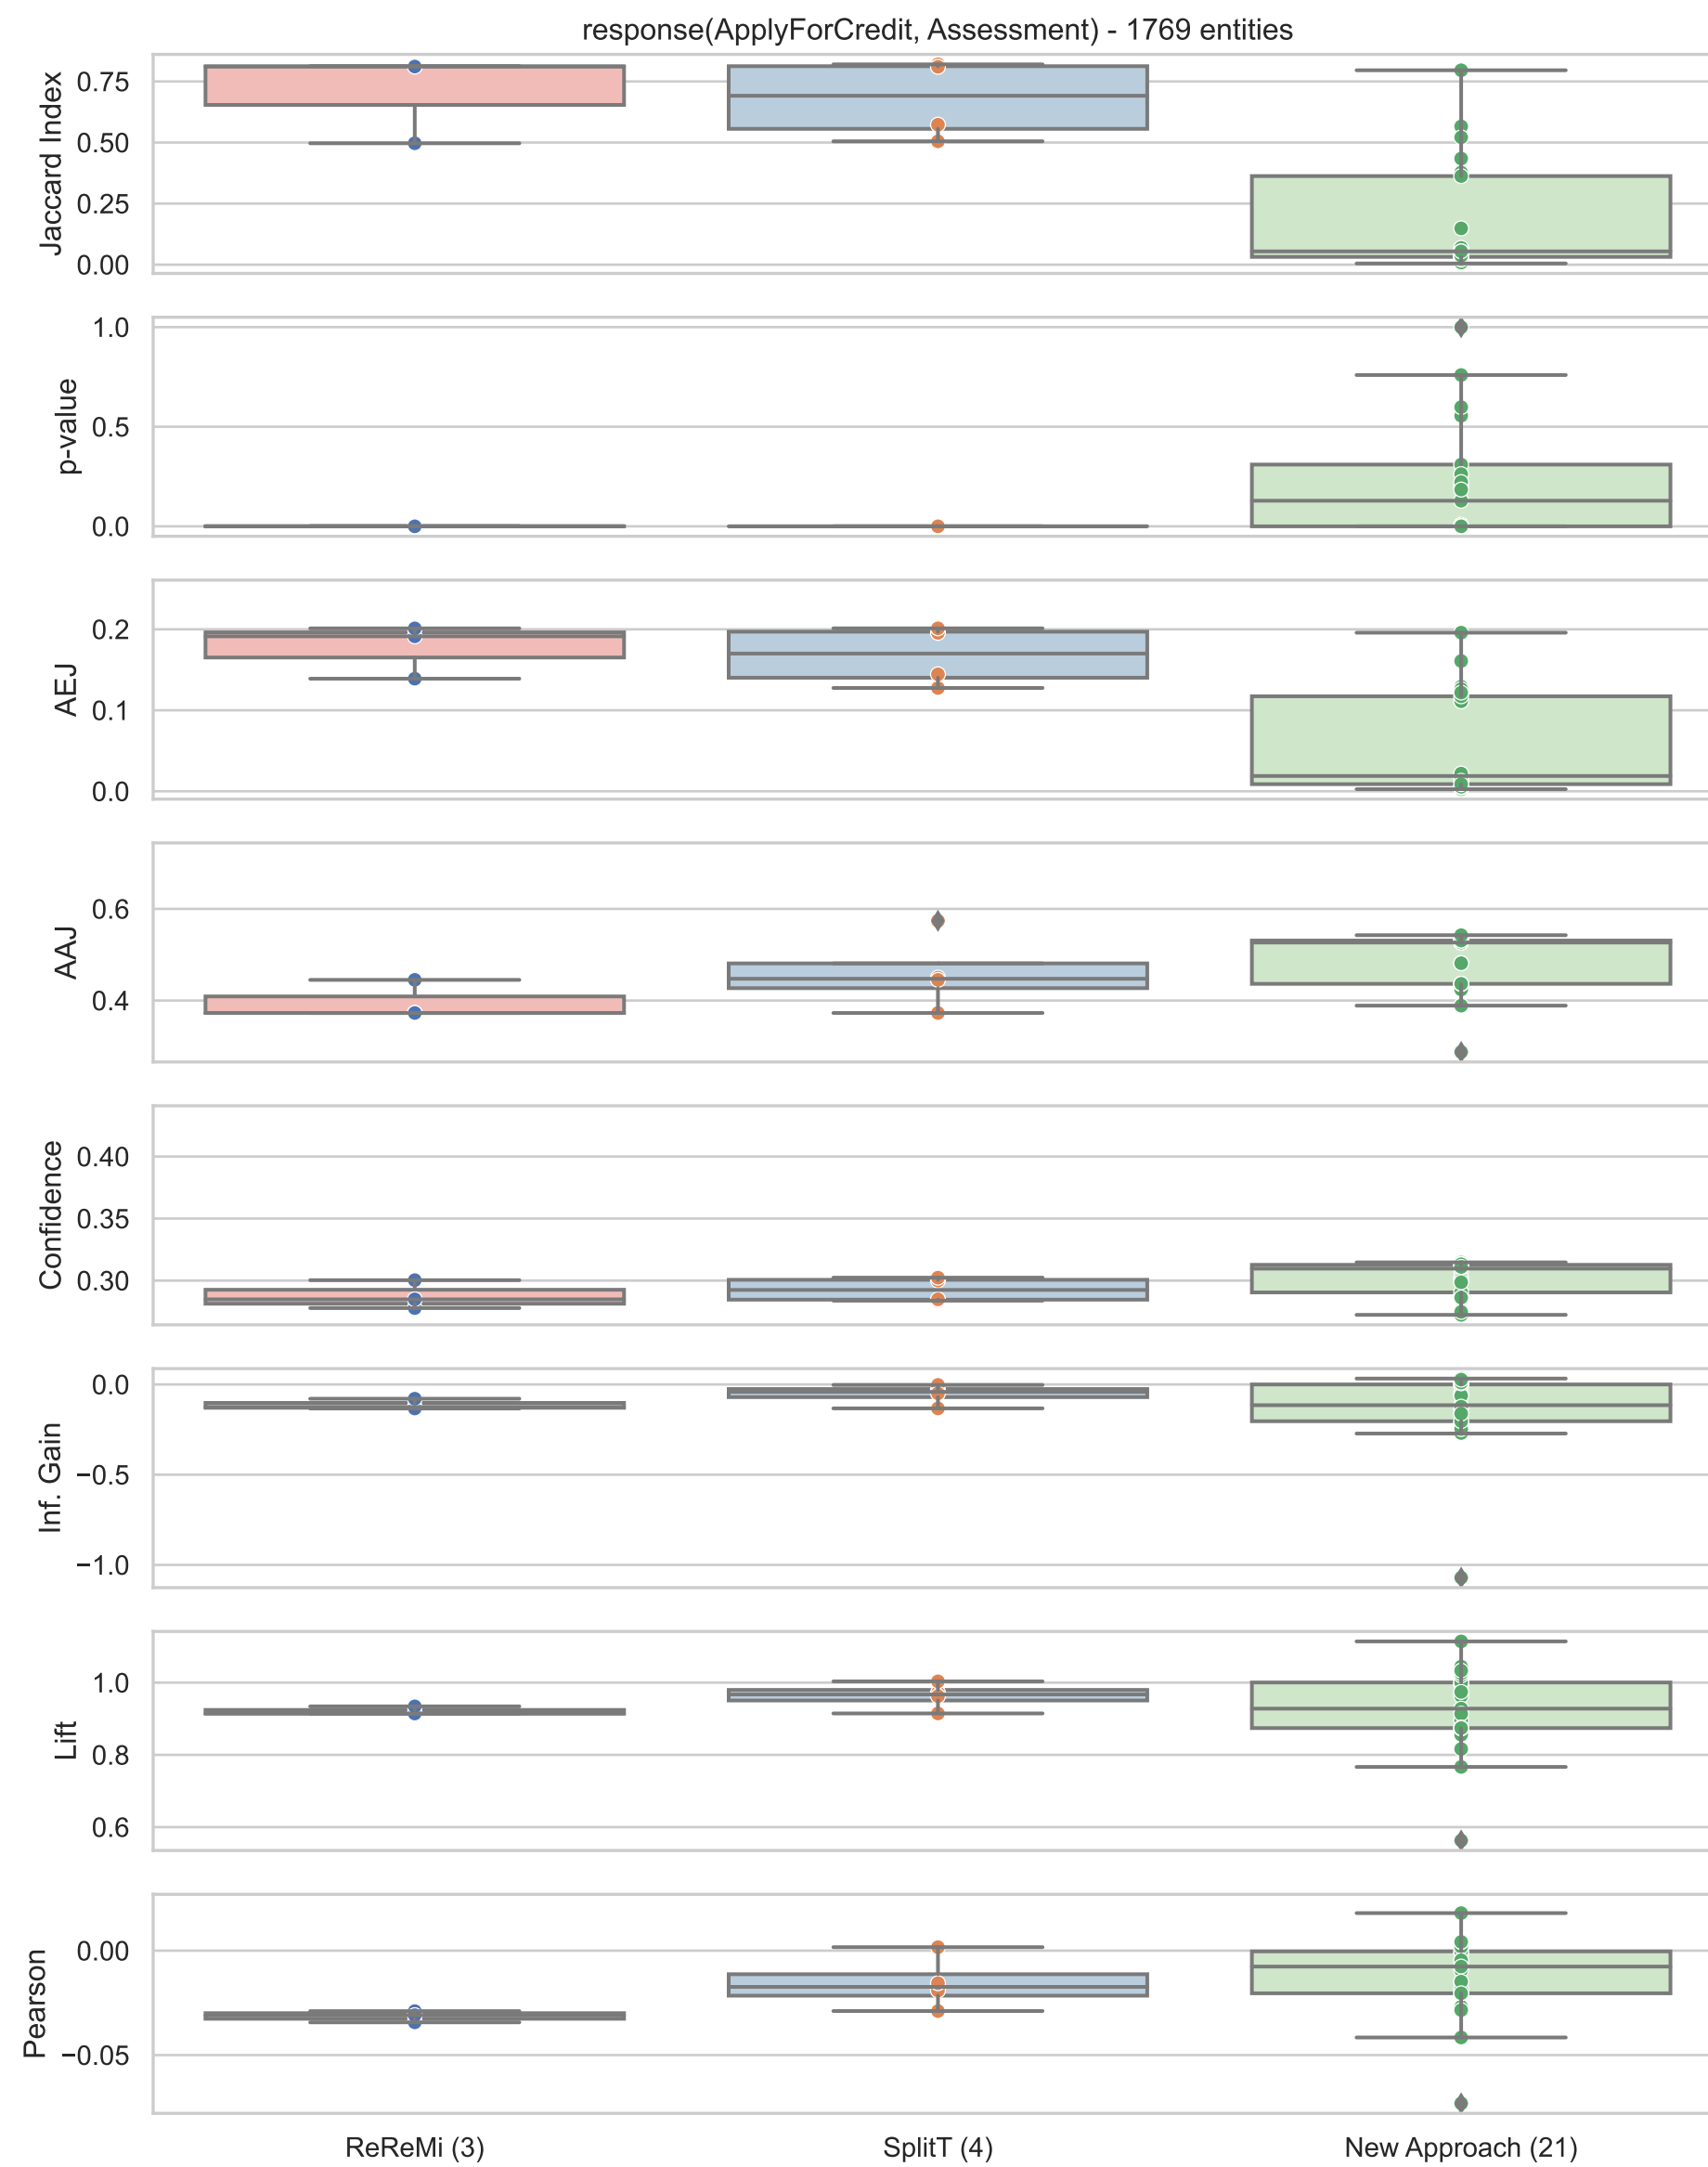 response(ApplyForCredit, Assessment) - 1769 entities
Jaccard Index
0.75
0.50
0.25
0.00
p-value
1.0
0.5
0.0
AEJ
0.2
0.1
0.0
AAJ
0.6
0.4
Confidence
0.40
0.35
0.30
Inf. Gain
0.0
−0.5
−1.0
Lift
1.0
0.8
0.6
Pearson
0.00
−0.05
ReReMi (3)
SplitT (4)
New Approach (21)